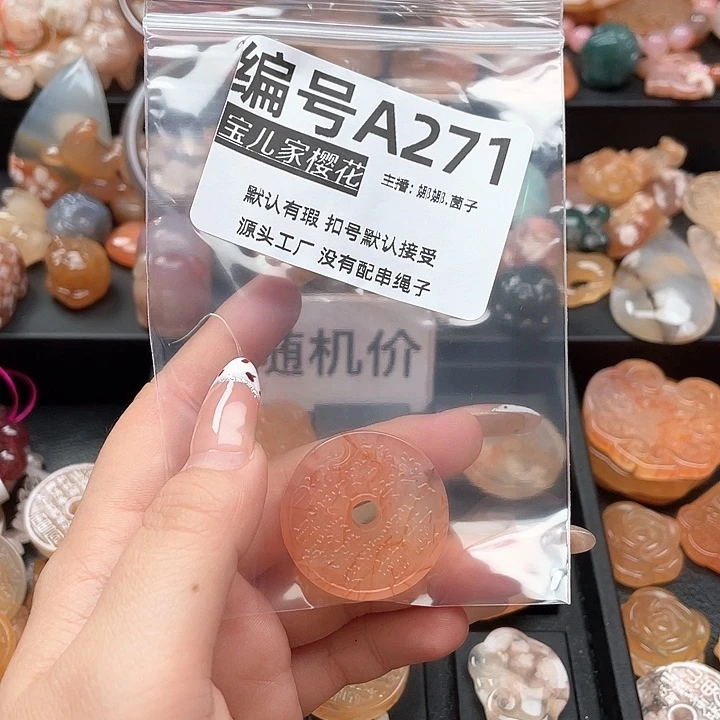 编号A271
宝儿家樱花
主播：娜娜.菌子
默认有瑕 扣号默认接受
源头工厂 没有配串绳子
随机价